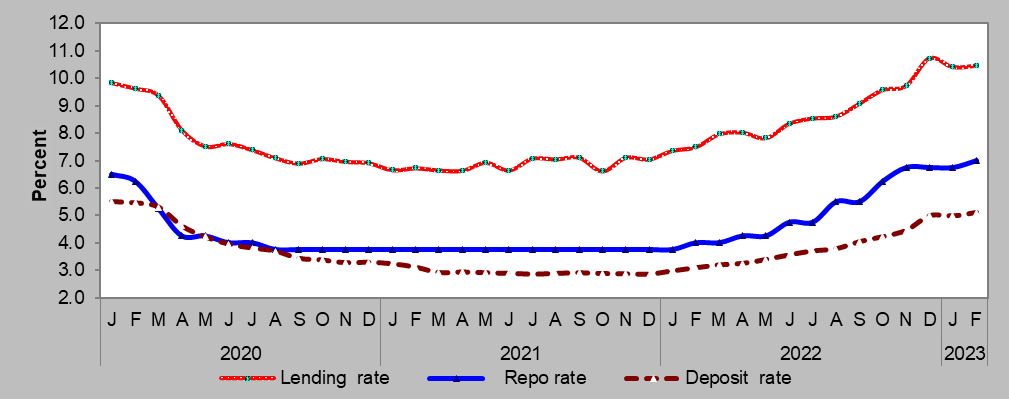 12.0
11.0
10.0
9.0
8.0
7.0
6.0
5.0
4.0
3.0
2.0
Percent
J F M A M J J A S O N D J F M A M J J A S O N D J F M A M J J A S O N D J F
2020 2021 2022 2023
Lending rate Repo rate Deposit rate